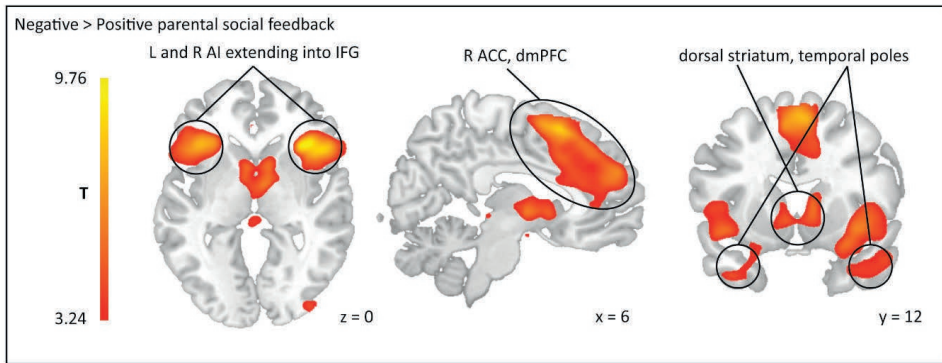 Negative > Positive parental social feedback
L and R AI extending into IFG
R ACC, dmPFC
dorsal striatum, temporal poles
9.76
T
3.24
z = 0
x = 6
y = 12